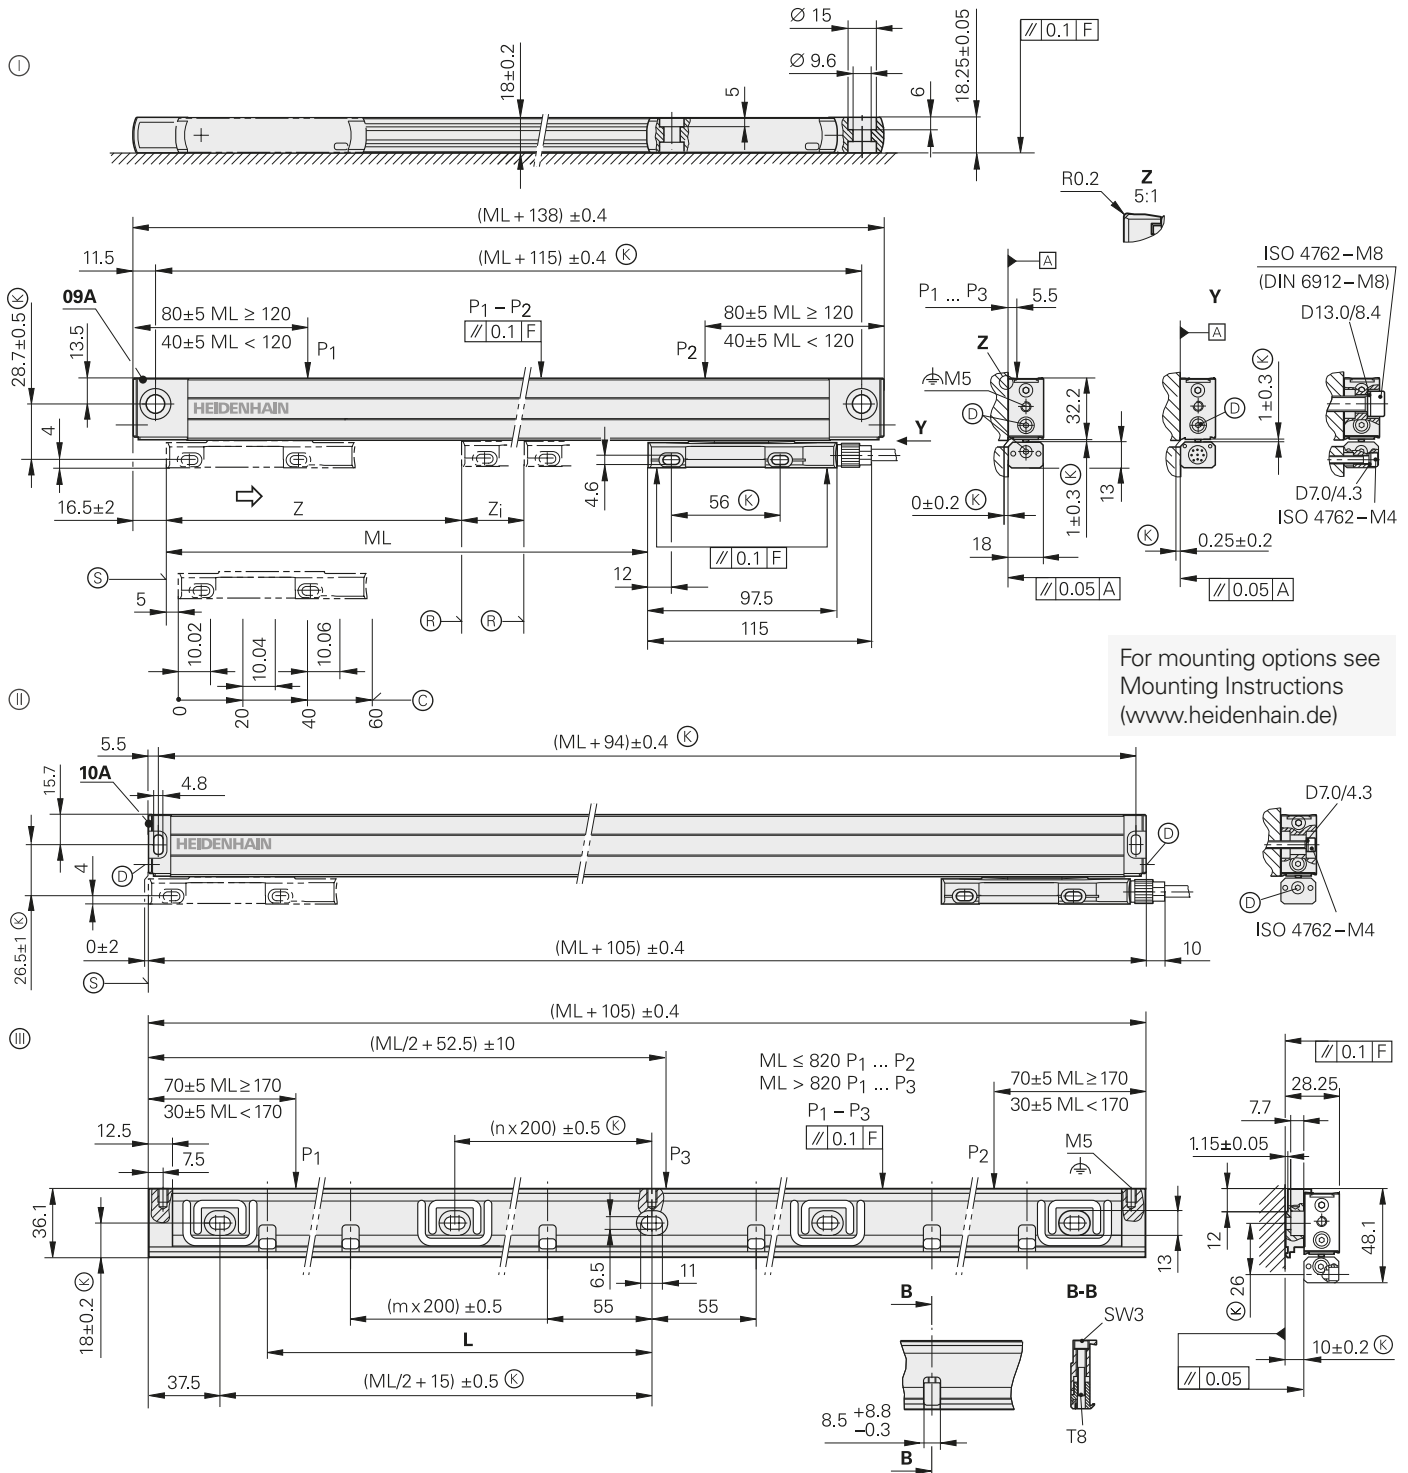 Ⓘ
Ø 15
Ø 9.6
18±0.2
5
6
18.25±0.05
// 0.1 F
R0.2
Z
5:1
(ML + 138) ±0.4
11.5
(ML + 115) ±0.4 Ⓚ
09A
28.7±0.5 Ⓚ
13.5
80±5 ML ≥ 120
40±5 ML < 120
P1
P1 – P2
// 0.1 F
80±5 ML ≥ 120
40±5 ML < 120
P2
HEIDENHAIN
4
Y
4.6
16.5±2
Z
Zi
56 Ⓚ
ML
// 0.1 F
Ⓢ
5
12
97.5
115
Ⓡ
Ⓡ
10.02
10.04
10.06
0
20
40
60
Ⓒ
A
P1 ... P3
5.5
Z
M5
Ⓓ
32.2
13
0±0.2 Ⓚ
1±0.3 Ⓚ
18
// 0.05 A
Y
A
1±0.3 Ⓚ
Ⓓ
Ⓚ
0.25±0.2
// 0.05 A
ISO 4762–M8
(DIN 6912–M8)
D13.0/8.4
D7.0/4.3
ISO 4762–M4
For mounting options see
Mounting Instructions
(www.heidenhain.de)
Ⅱ
5.5
(ML + 94)±0.4 Ⓚ
15.7
10A
4.8
HEIDENHAIN
Ⓓ
Ⓓ
4
26.5±1 Ⓚ
0±2
Ⓢ
(ML + 105) ±0.4
10
D7.0/4.3
Ⓓ
ISO 4762–M4
Ⅲ
(ML + 105) ±0.4
(ML/2 + 52.5) ±10
ML ≤ 820 P1 ... P2
ML > 820 P1 ... P3
70±5 ML ≥ 170
30±5 ML < 170
70±5 ML ≥ 170
30±5 ML < 170
P1 – P3
// 0.1 F
12.5
7.5
P1
(n x 200) ±0.5 Ⓚ
P3
P2
M5
36.1
18±0.2 Ⓚ
6.5
11
13
(m x 200) ±0.5
55
55
L
37.5
(ML/2 + 15) ±0.5 Ⓚ
B
B-B
SW3
8.5 +8.8 –0.3
B
T8
// 0.1 F
28.25
7.7
1.15±0.05
12
Ⓚ 26
48.1
10±0.2 Ⓚ
// 0.05